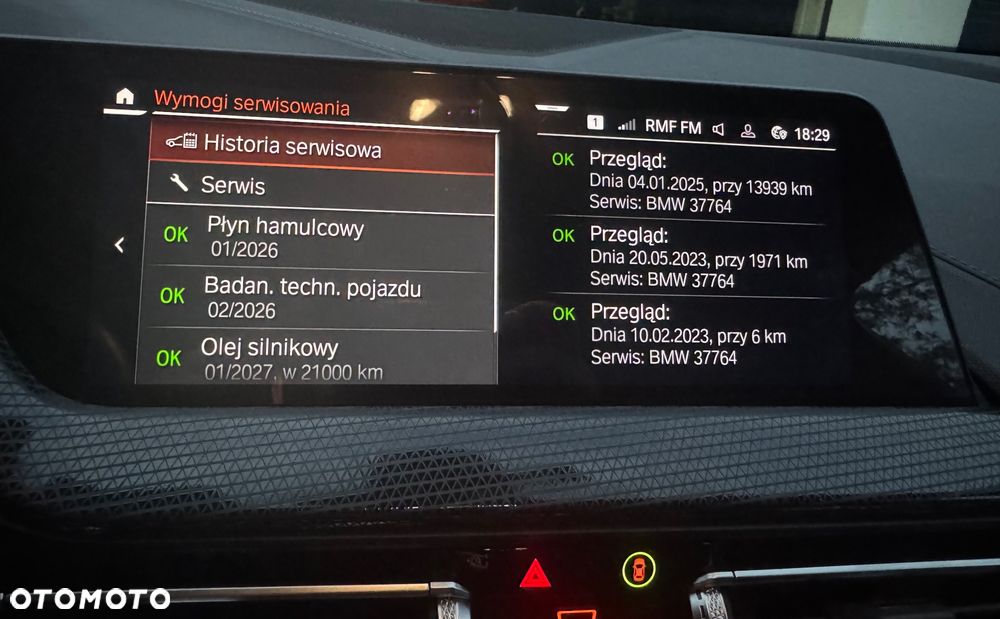 Wymogi serwisowania
Historia serwisowa
Serwis
OK Płyn hamulcowy
01/2026
OK Badan. techn. pojazdu
02/2026
OK Olej silnikowy
01/2027, w 21000 km
1 RMF FM 18:29
OK Przegląd:
Dnia 04.01.2025, przy 13939 km
Serwis: BMW 37764
OK Przegląd:
Dnia 20.05.2023, przy 1971 km
Serwis: BMW 37764
OK Przegląd:
Dnia 10.02.2023, przy 6 km
Serwis: BMW 37764
OTOMOTO